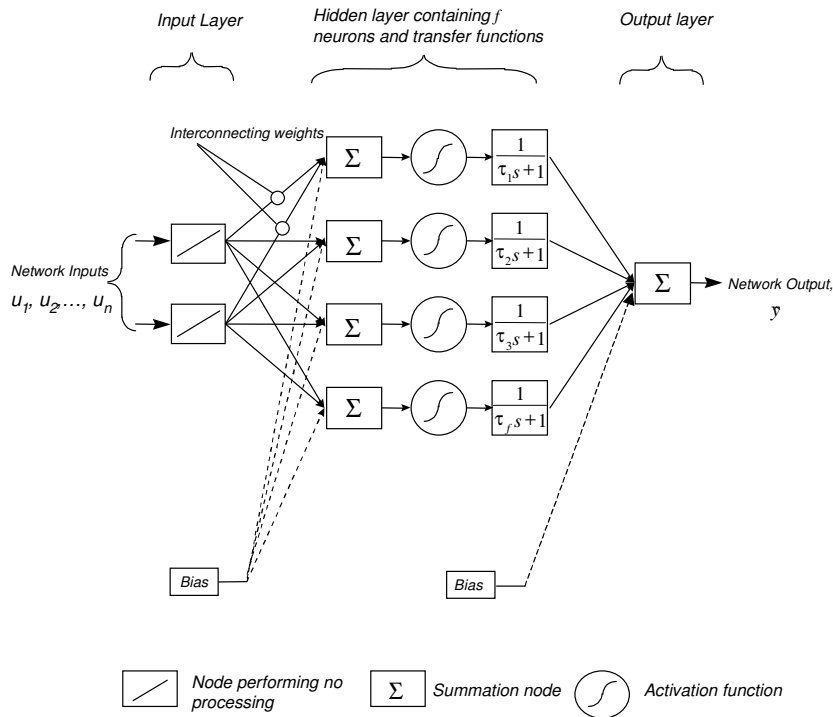 Input Layer
Hidden layer containing f
neurons and transfer functions
Output layer
Interconnecting weights
Network Inputs
u1, u2,..., un
Σ
1
τ1s+1
Σ
1
τ2s+1
Σ
1
τ3s+1
Σ
1
τfs+1
Σ
Network Output,
ȳ
Bias
Bias
Node performing no
processing
Σ
Summation node
Activation function